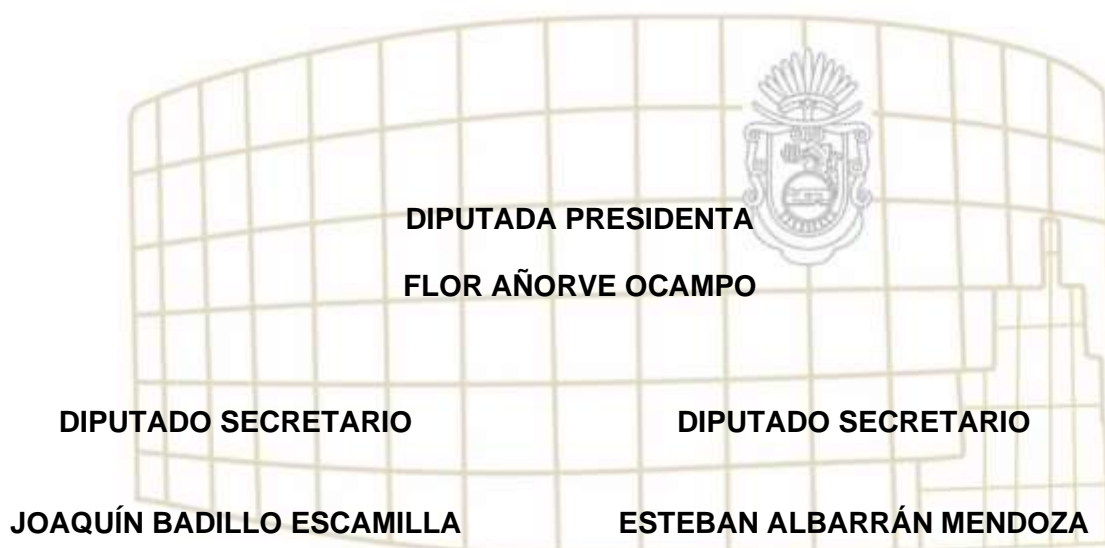 DIPUTADA PRESIDENTA
FLOR AÑORVE OCAMPO
DIPUTADO SECRETARIO DIPUTADO SECRETARIO
JOAQUÍN BADILLO ESCAMILLA ESTEBAN ALBARRÁN MENDOZA